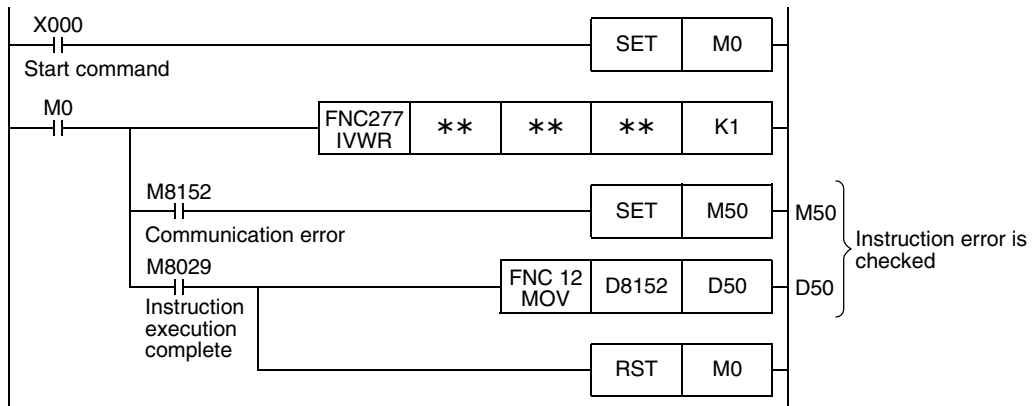 X000
SET M0
Start command
M0
FNC277 IVWR ** ** ** K1
M8152
SET M50 M50
Communication error
Instruction error is checked
M8029
FNC 12 MOV D8152 D50 D50
Instruction
execution
complete
RST M0